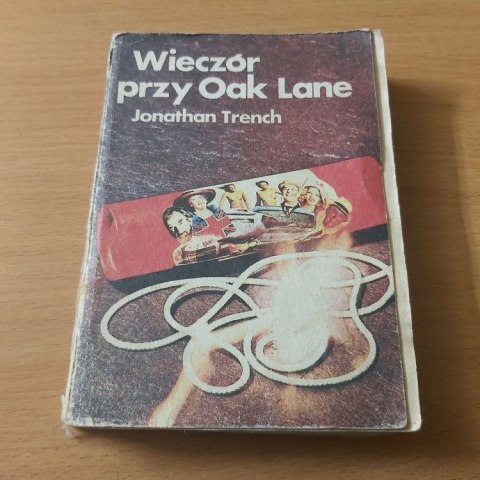 Wieczór
przy Oak Lane
Jonathan Trench